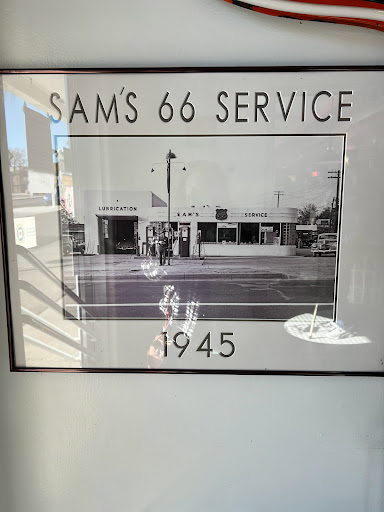 SAM'S 66 SERVICE
LUBRICATION
SAM'S SERVICE
1945